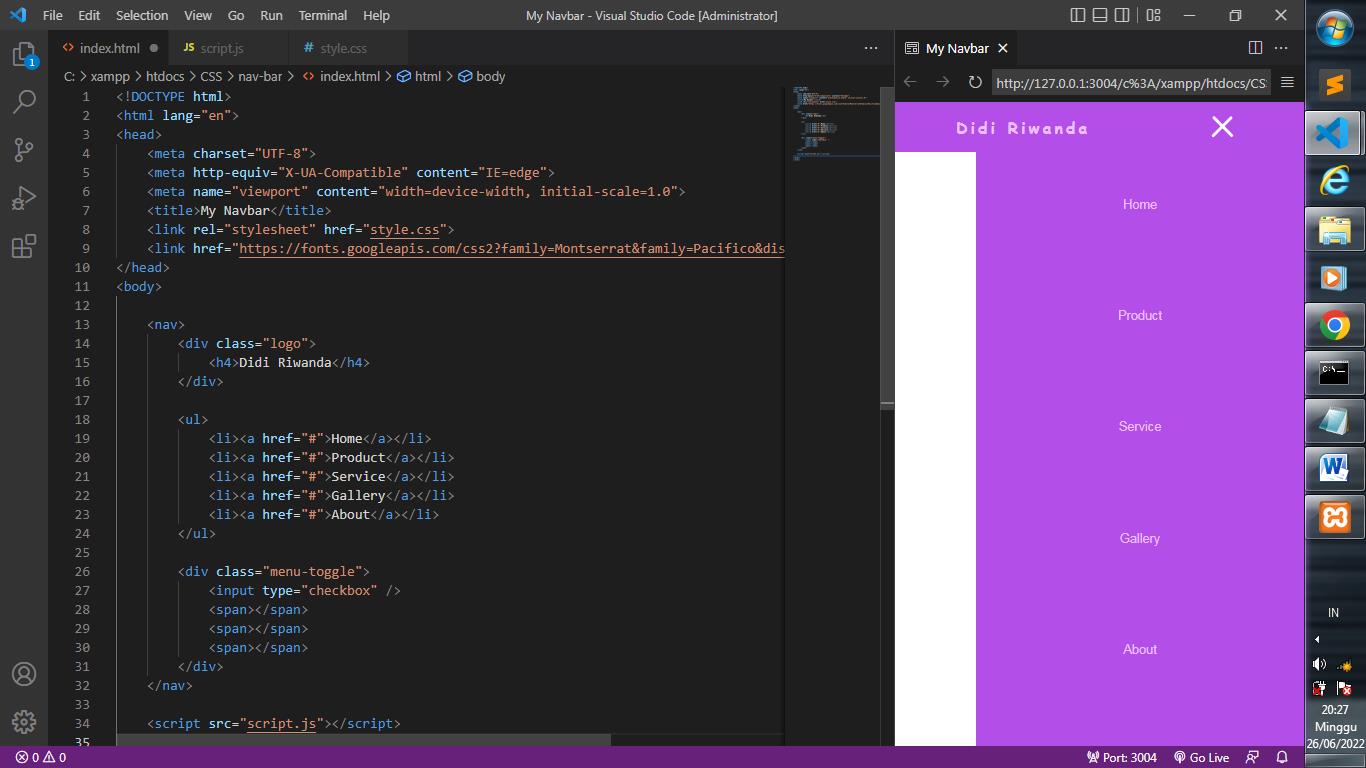 File Edit Selection View Go Run Terminal Help
My Navbar - Visual Studio Code [Administrator]
index.html
JS script.js
# style.css
C: > xampp > htdocs > CSS > nav-bar > index.html > html > body
1 <!DOCTYPE html>
2 <html lang="en">
3 <head>
4 <meta charset="UTF-8">
5 <meta http-equiv="X-UA-Compatible" content="IE=edge">
6 <meta name="viewport" content="width=device-width, initial-scale=1.0">
7 <title>My Navbar</title>
8 <link rel="stylesheet" href="style.css">
9 <link href="https://fonts.googleapis.com/css2?family=Montserrat&family=Pacifico&dis
10 </head>
11 <body>
12
13 <nav>
14 <div class="logo">
15 <h4>Didi Riwanda</h4>
16 </div>
17
18 <ul>
19 <li><a href="#">Home</a></li>
20 <li><a href="#">Product</a></li>
21 <li><a href="#">Service</a></li>
22 <li><a href="#">Gallery</a></li>
23 <li><a href="#">About</a></li>
24 </ul>
25
26 <div class="menu-toggle">
27 <input type="checkbox" />
28 <span></span>
29 <span></span>
30 <span></span>
31 </div>
32 </nav>
33
34 <script src="script.js"></script>
35
1
My Navbar
http://127.0.0.1:3004/c%3A/xampp/htdocs/CS
Didi Riwanda
Home
Product
Service
Gallery
About
0 0
Port: 3004
Go Live
IN
20:27
Minggu
26/06/2022